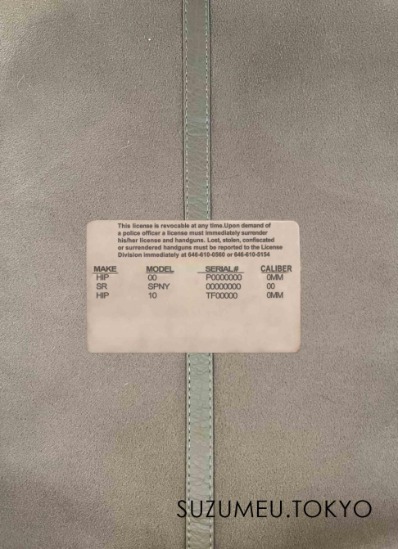 This license is revocable at any time.Upon demand of
a police officer a license must immediately surrender
his/her license and handguns. Lost, stolen, confiscated
or surrendered handguns must be reported to the License
Division immediately at 646-610-5560 or 646-610-5154
MAKE MODEL SERIAL# CALIBER
HIP 00 P0000000 0MM
SR SPNY 00000000 00
HIP 10 TF00000 0MM
SUZUMEU.TOKYO